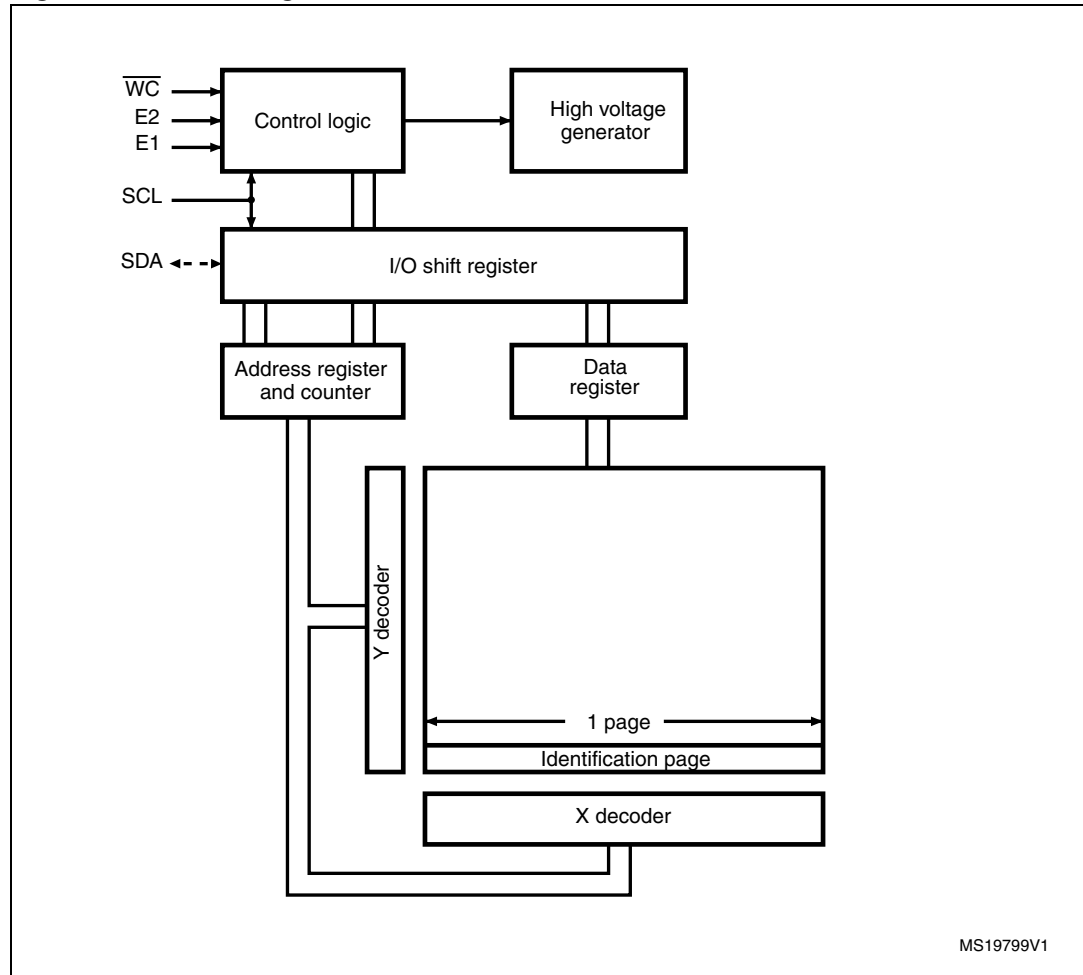 WC
E2
E1
SCL
SDA
Control logic
High voltage
generator
I/O shift register
Address register
and counter
Data
register
Y decoder
1 page
Identification page
X decoder
MS19799V1